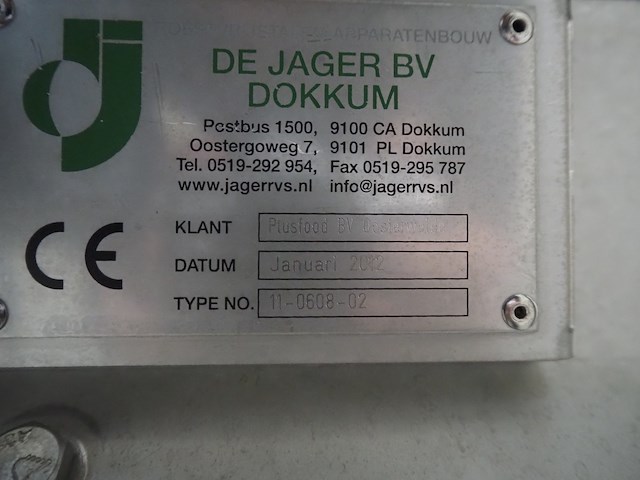 APPARATENBOUW
DE JAGER BV
DOKKUM
Postbus 1500, 9100 CA Dokkum
Oostergoweg 7, 9101 PL Dokkum
Tel. 0519-292 954, Fax 0519-295 787
www.jagerrvs.nl info@jagerrvs.nl
CE
KLANT Plusfood BV
DATUM Januari 2012
TYPE NO. 11-0608-02